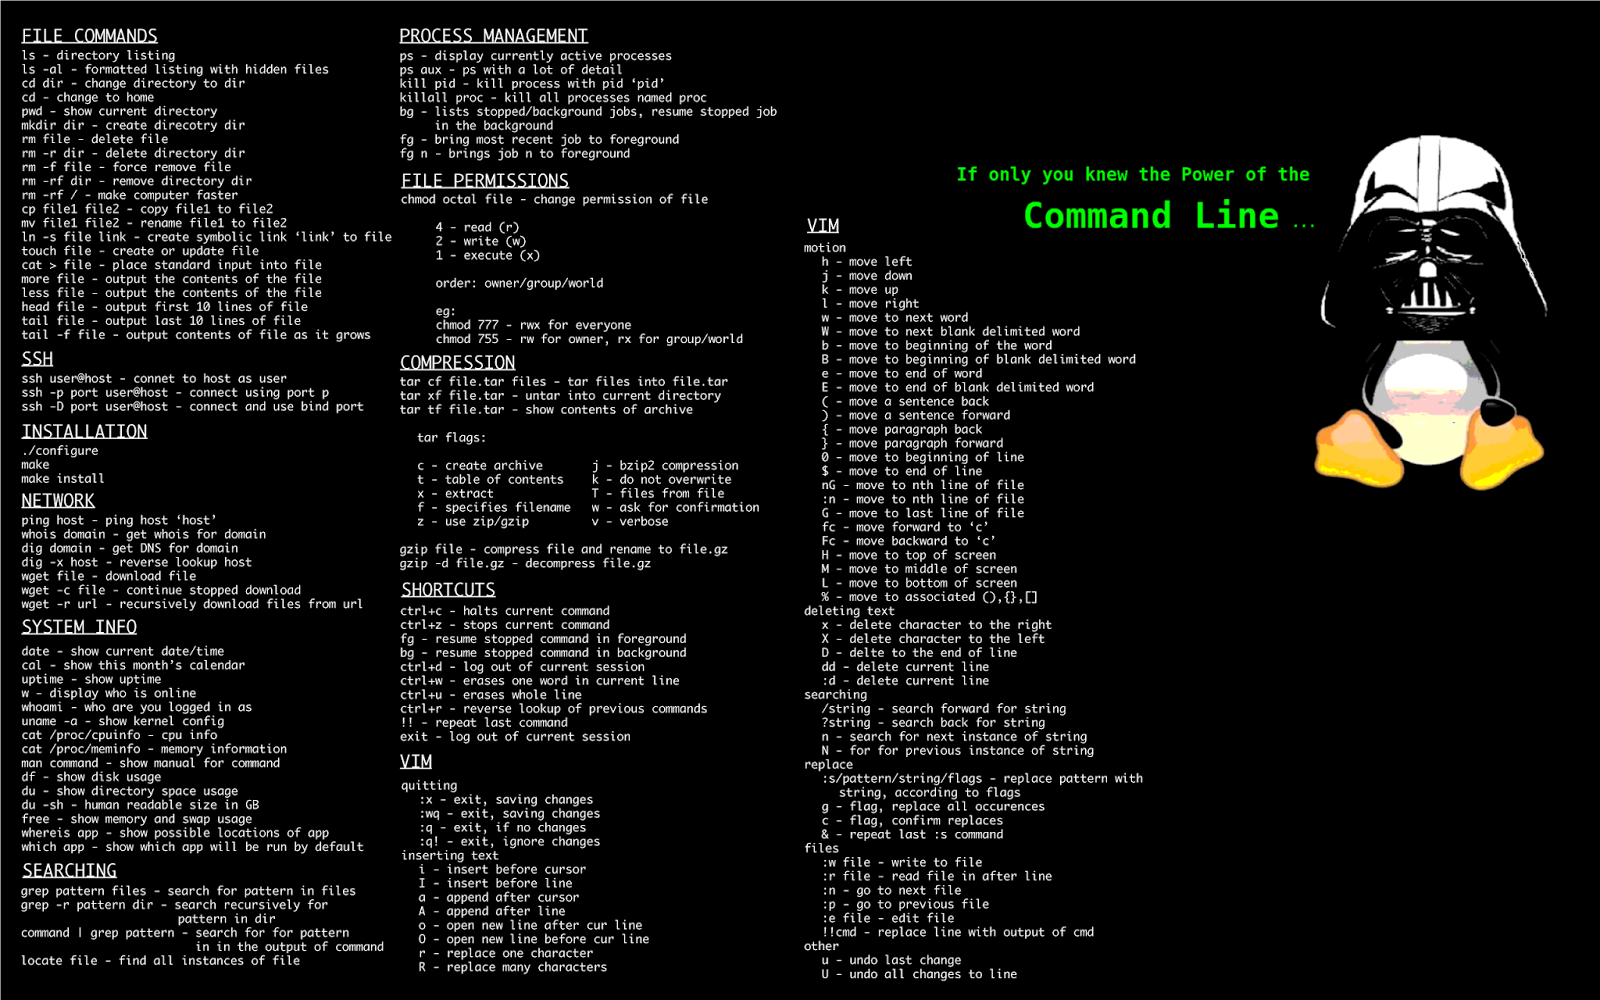 FILE COMMANDS
ls - directory listing
ls -al - formatted listing with hidden files
cd dir - change directory to dir
cd - change to home
pwd - show current directory
mkdir dir - create direcotry dir
rm file - delete file
rm -r dir - delete directory dir
rm -f file - force remove file
rm -rf dir - remove directory dir
rm -rf / - make computer faster
cp file1 file2 - copy file1 to file2
mv file1 file2 - rename file1 to file2
ln -s file link - create symbolic link ‘link’ to file
touch file - create or update file
cat > file - place standard input into file
more file - output the contents of the file
less file - output the contents of the file
head file - output first 10 lines of file
tail file - output last 10 lines of file
tail -f file - output contents of file as it grows
SSH
ssh user@host - connet to host as user
ssh -p port user@host - connect using port p
ssh -D port user@host - connect and use bind port
INSTALLATION
./configure
make
make install
NETWORK
ping host - ping host ‘host’
whois domain - get whois for domain
dig domain - get DNS for domain
dig -x host - reverse lookup host
wget file - download file
wget -c file - continue stopped download
wget -r url - recursively download files from url
SYSTEM INFO
date - show current date/time
cal - show this month’s calendar
uptime - show uptime
w - display who is online
whoami - who are you logged in as
uname -a - show kernel config
cat /proc/cpuinfo - cpu info
cat /proc/meminfo - memory information
man command - show manual for command
df - show disk usage
du - show directory space usage
du -sh - human readable size in GB
free - show memory and swap usage
whereis app - show possible locations of app
which app - show which app will be run by default
SEARCHING
grep pattern files - search for pattern in files
grep -r pattern dir - search recursively for
pattern in dir
command | grep pattern - search for for pattern
in in the output of command
locate file - find all instances of file
PROCESS MANAGEMENT
ps - display currently active processes
ps aux - ps with a lot of detail
kill pid - kill process with pid ‘pid’
killall proc - kill all processes named proc
bg - lists stopped/background jobs, resume stopped job
in the background
fg - bring most recent job to foreground
fg n - brings job n to foreground
FILE PERMISSIONS
chmod octal file - change permission of file
4 - read (r)
2 - write (w)
1 - execute (x)
order: owner/group/world
eg:
chmod 777 - rwx for everyone
chmod 755 - rw for owner, rx for group/world
COMPRESSION
tar cf file.tar files - tar files into file.tar
tar xf file.tar - untar into current directory
tar tf file.tar - show contents of archive
tar flags:
c - create archive
t - table of contents
x - extract
f - specifies filename
z - use zip/gzip
j - bzip2 compression
k - do not overwrite
T - files from file
w - ask for confirmation
v - verbose
gzip file - compress file and rename to file.gz
gzip -d file.gz - decompress file.gz
SHORTCUTS
ctrl+c - halts current command
ctrl+z - stops current command
fg - resume stopped command in foreground
bg - resume stopped command in background
ctrl+d - log out of current session
ctrl+w - erases one word in current line
ctrl+u - erases whole line
ctrl+r - reverse lookup of previous commands
!! - repeat last command
exit - log out of current session
VIM
quitting
:x - exit, saving changes
:wq - exit, saving changes
:q - exit, if no changes
:q! - exit, ignore changes
inserting text
i - insert before cursor
I - insert before line
a - append after cursor
A - append after line
o - open new line after cur line
O - open new line before cur line
r - replace one character
R - replace many characters
VIM
motion
h - move left
j - move down
k - move up
l - move right
w - move to next word
W - move to next blank delimited word
b - move to beginning of the word
B - move to beginning of blank delimited word
e - move to end of word
E - move to end of blank delimited word
( - move a sentence back
) - move a sentence forward
{ - move paragraph back
} - move paragraph forward
0 - move to beginning of line
$ - move to end of line
nG - move to nth line of file
:n - move to nth line of file
G - move to last line of file
fc - move forward to ‘c’
Fc - move backward to ‘c’
H - move to top of screen
M - move to middle of screen
L - move to bottom of screen
% - move to associated (),{},[]
deleting text
x - delete character to the right
X - delete character to the left
D - delte to the end of line
dd - delete current line
:d - delete current line
searching
/string - search forward for string
?string - search back for string
n - search for next instance of string
N - for for previous instance of string
replace
:s/pattern/string/flags - replace pattern with
string, according to flags
g - flag, replace all occurences
c - flag, confirm replaces
& - repeat last :s command
files
:w file - write to file
:r file - read file in after line
:n - go to next file
:p - go to previous file
:e file - edit file
!!cmd - replace line with output of cmd
other
u - undo last change
U - undo all changes to line
If only you knew the Power of the
Command Line ...